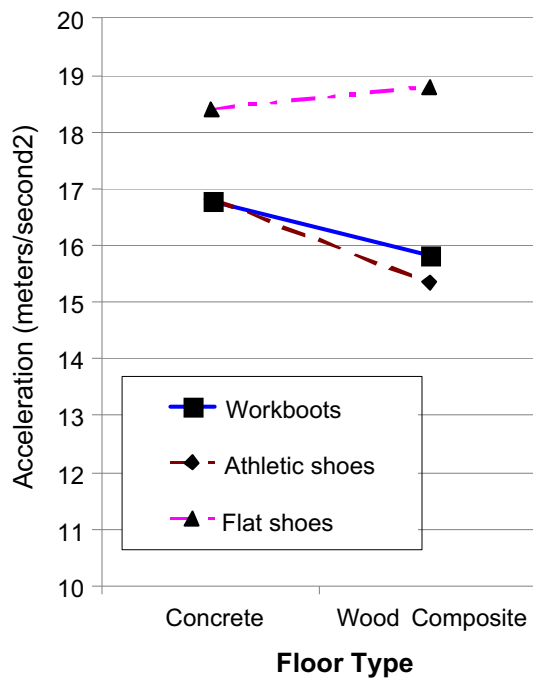 20
19
18
17
16
15
14
13
12
11
10
Acceleration (meters/second2)
Workboots
Athletic shoes
Flat shoes
Concrete
Wood Composite
Floor Type